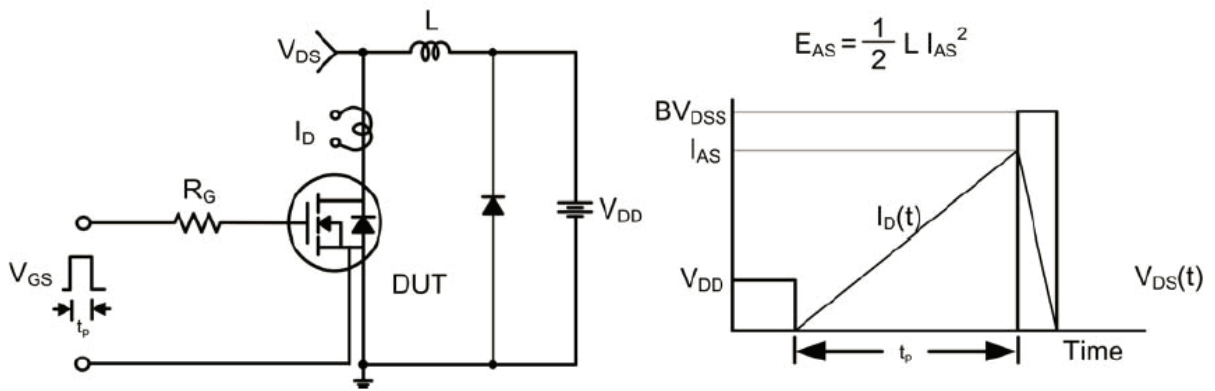 V_DS
L
I_D
R_G
V_GS
t_p
DUT
V_DD
E_AS = 1/2 L I_AS^2
BV_DSS
I_AS
I_D(t)
V_DD
V_DS(t)
t_p
Time